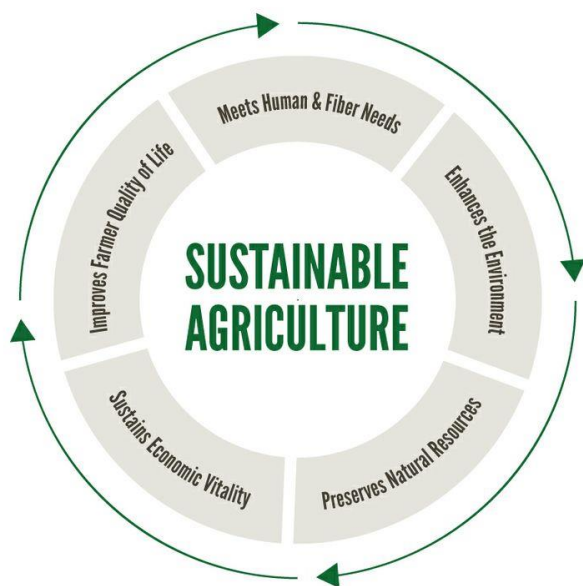 Meets Human & Fiber Needs
Enhances the Environment
Preserves Natural Resources
Sustains Economic Vitality
Improves Farmer Quality of Life
SUSTAINABLE
AGRICULTURE